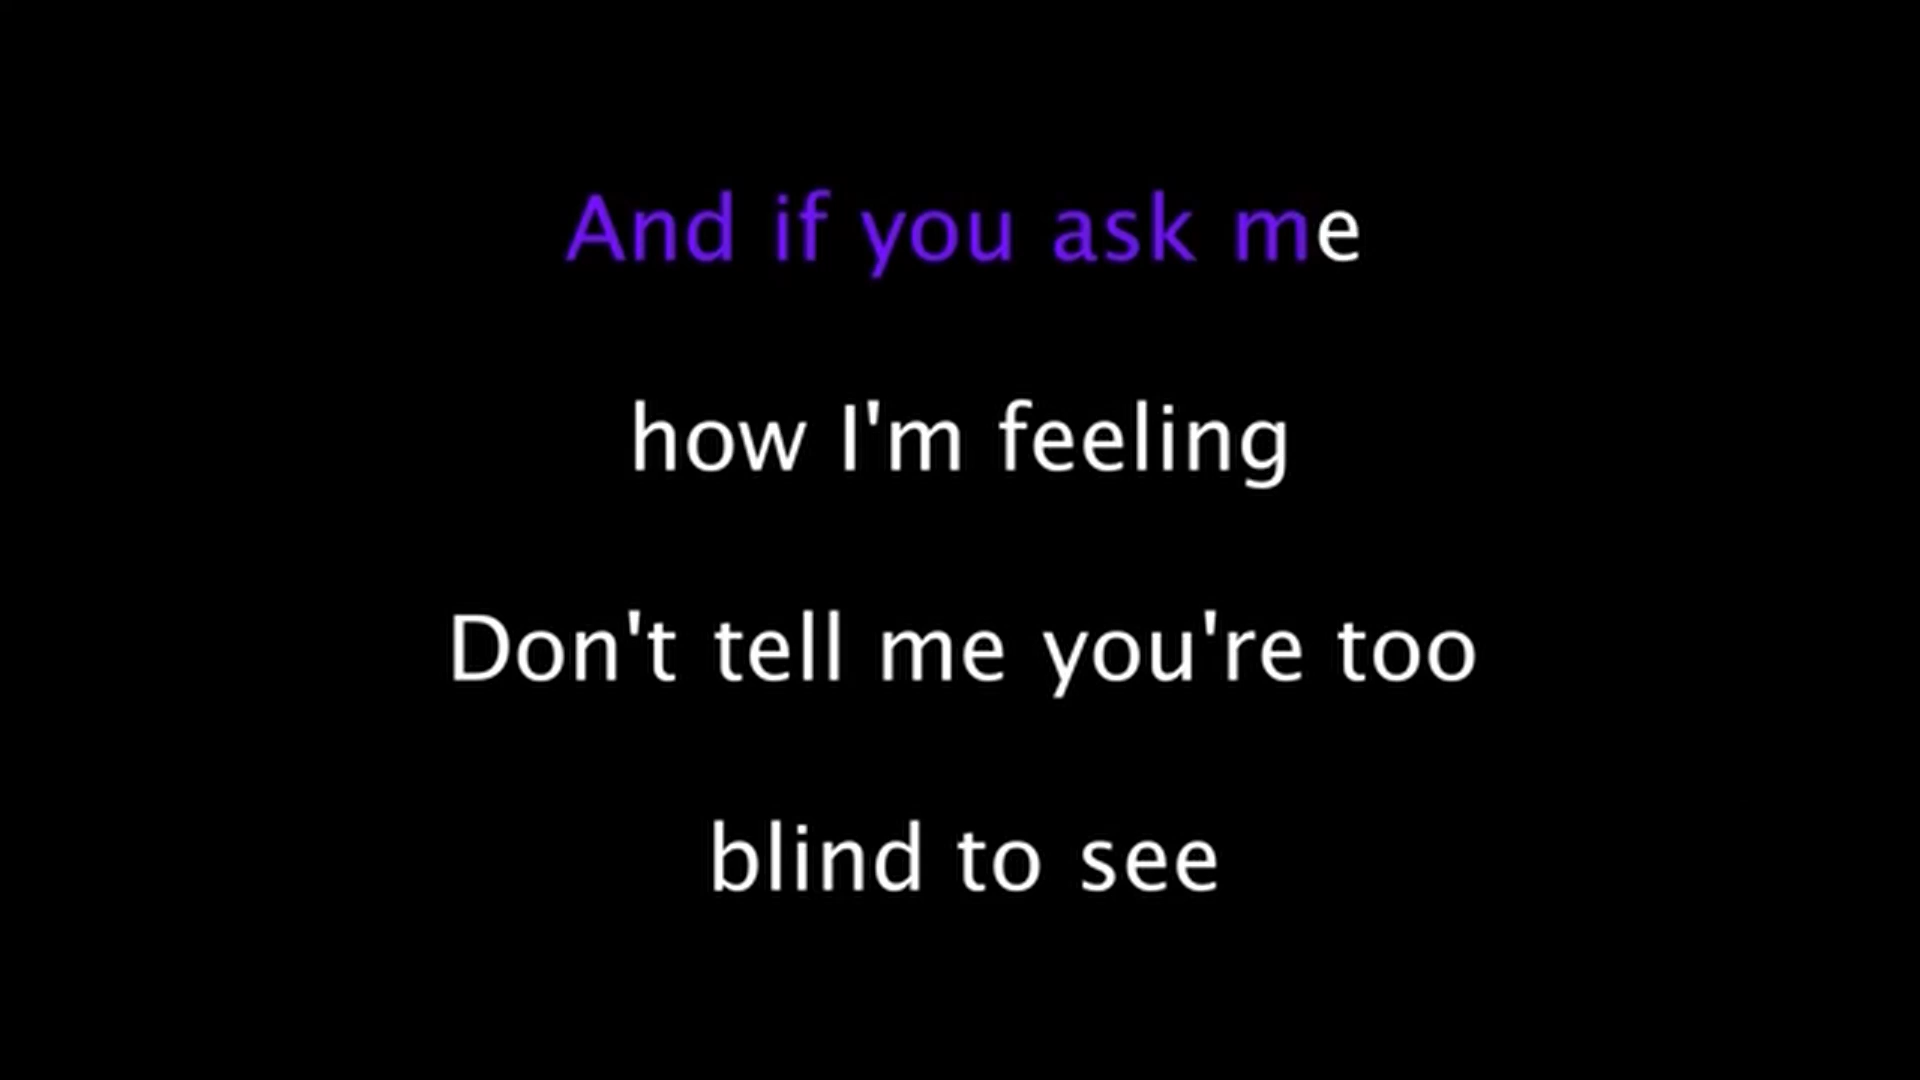 And if you ask me
how I'm feeling
Don't tell me you're too
blind to see